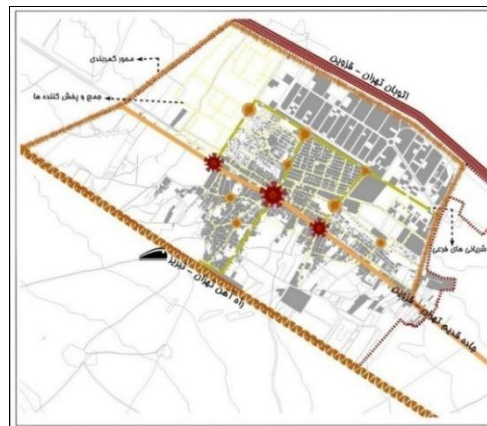 اتوبان تهران - قزوین
محور کمربندی
جمع و پخش کننده ها
شریانی های فرعی
راه آهن تهران - تبریز
جاده قدیم تهران - قزوین